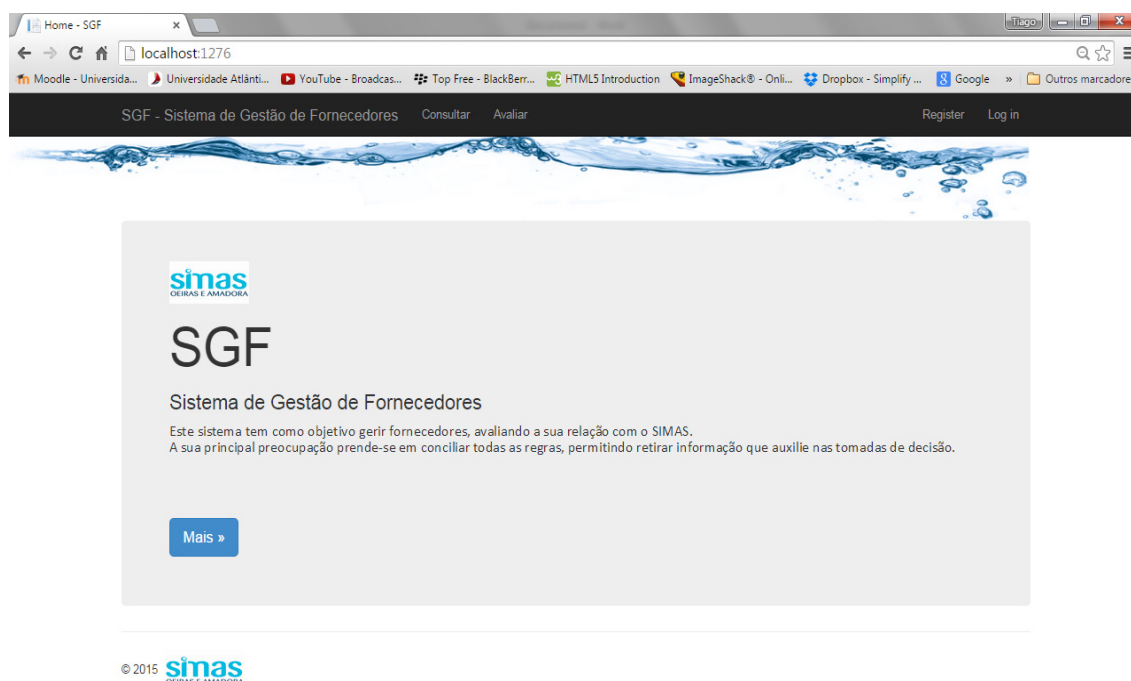 Home - SGF
Tiago
localhost:1276
Moodle - Universida...
Universidade Atlânti...
YouTube - Broadcas...
Top Free - BlackBerr...
HTML5 Introduction
ImageShack® - Onli...
Dropbox - Simplify ...
Google
»
Outros marcadore
SGF - Sistema de Gestão de Fornecedores
Consultar
Avaliar
Register
Log in
simas
OEIRAS E AMADORA
SGF
Sistema de Gestão de Fornecedores
Este sistema tem como objetivo gerir fornecedores, avaliando a sua relação com o SIMAS.
A sua principal preocupação prende-se em conciliar todas as regras, permitindo retirar informação que auxilie nas tomadas de decisão.
Mais »
© 2015 simas
OEIRAS E AMADORA